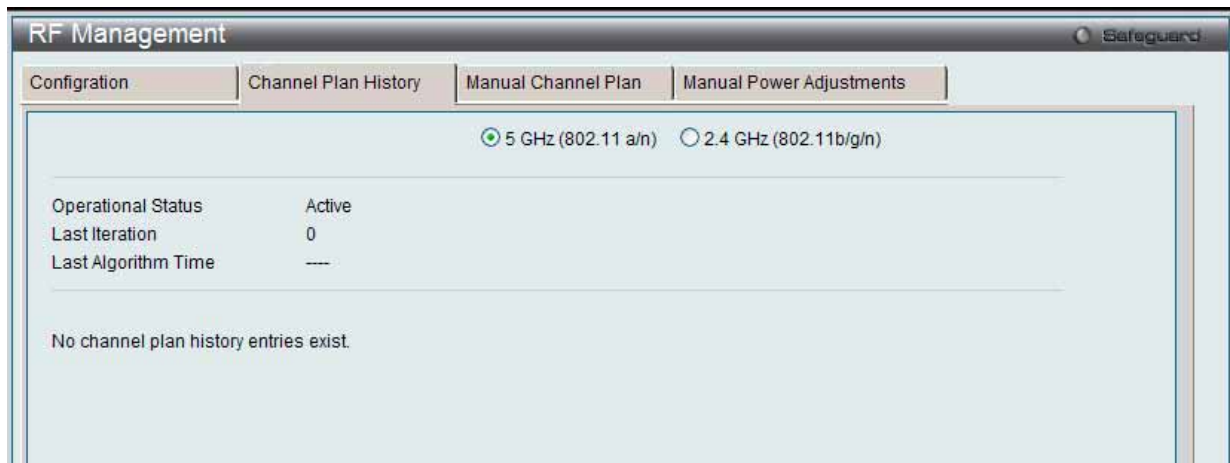 RF Management
Safeguard
Configration
Channel Plan History
Manual Channel Plan
Manual Power Adjustments
5 GHz (802.11 a/n)
2.4 GHz (802.11b/g/n)
Operational Status Active
Last Iteration 0
Last Algorithm Time ----
No channel plan history entries exist.